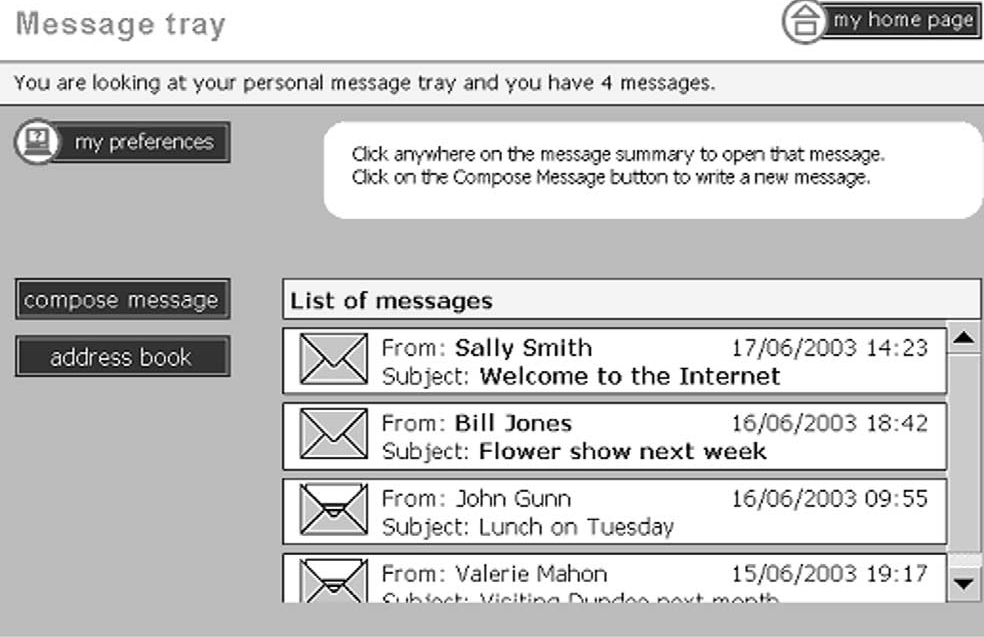 Message tray
my home page
You are looking at your personal message tray and you have 4 messages.
my preferences
Click anywhere on the message summary to open that message.
Click on the Compose Message button to write a new message.
compose message
address book
List of messages
From: Sally Smith 17/06/2003 14:23
Subject: Welcome to the Internet
From: Bill Jones 16/06/2003 18:42
Subject: Flower show next week
From: John Gunn 16/06/2003 09:55
Subject: Lunch on Tuesday
From: Valerie Mahon 15/06/2003 19:17
Subject: Visiting Dundee next month